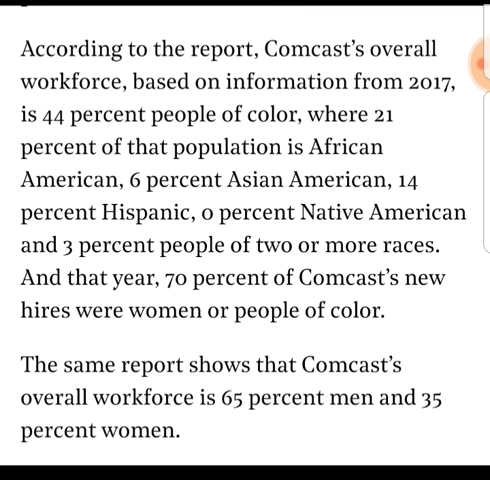 According to the report, Comcast’s overall
workforce, based on information from 2017,
is 44 percent people of color, where 21
percent of that population is African
American, 6 percent Asian American, 14
percent Hispanic, 0 percent Native American
and 3 percent people of two or more races.
And that year, 70 percent of Comcast’s new
hires were women or people of color.
The same report shows that Comcast’s
overall workforce is 65 percent men and 35
percent women.